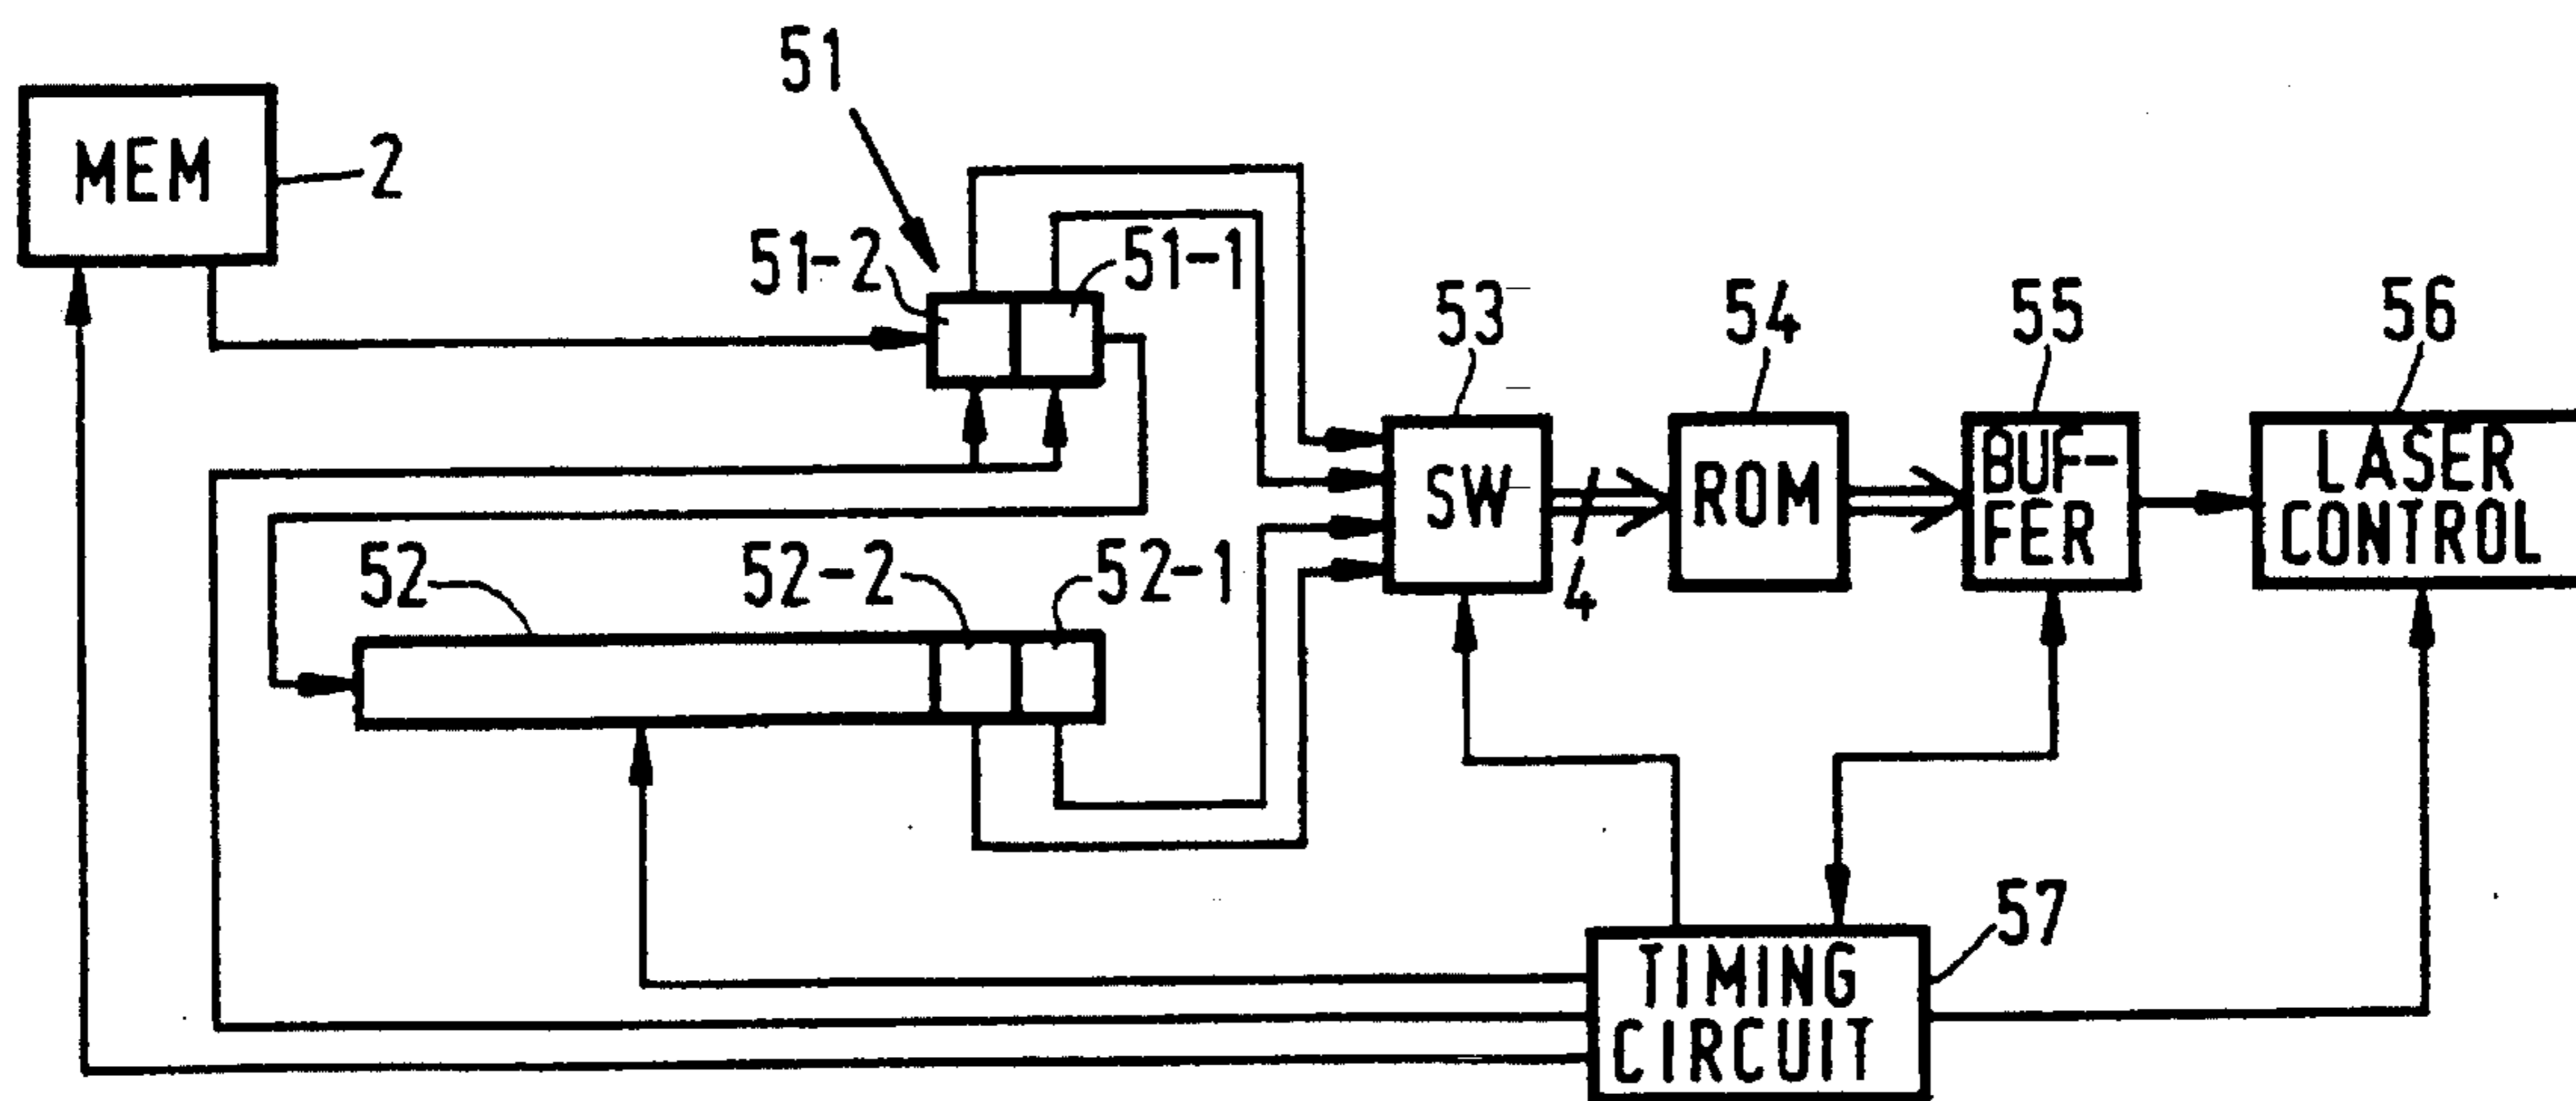 51
MEM
2
51-2
51-1
53
54
55
56
SW
4
ROM
BUF-
FER
LASER
CONTROL
52
52-2
52-1
57
TIMING
CIRCUIT